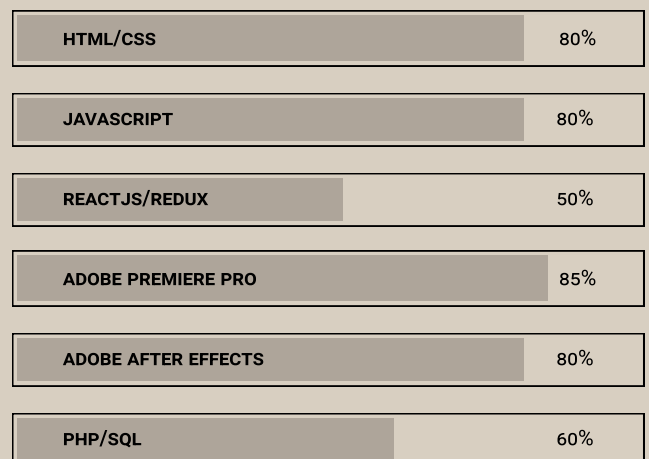 HTML/CSS 80%
JAVASCRIPT 80%
REACTJS/REDUX 50%
ADOBE PREMIERE PRO 85%
ADOBE AFTER EFFECTS 80%
PHP/SQL 60%